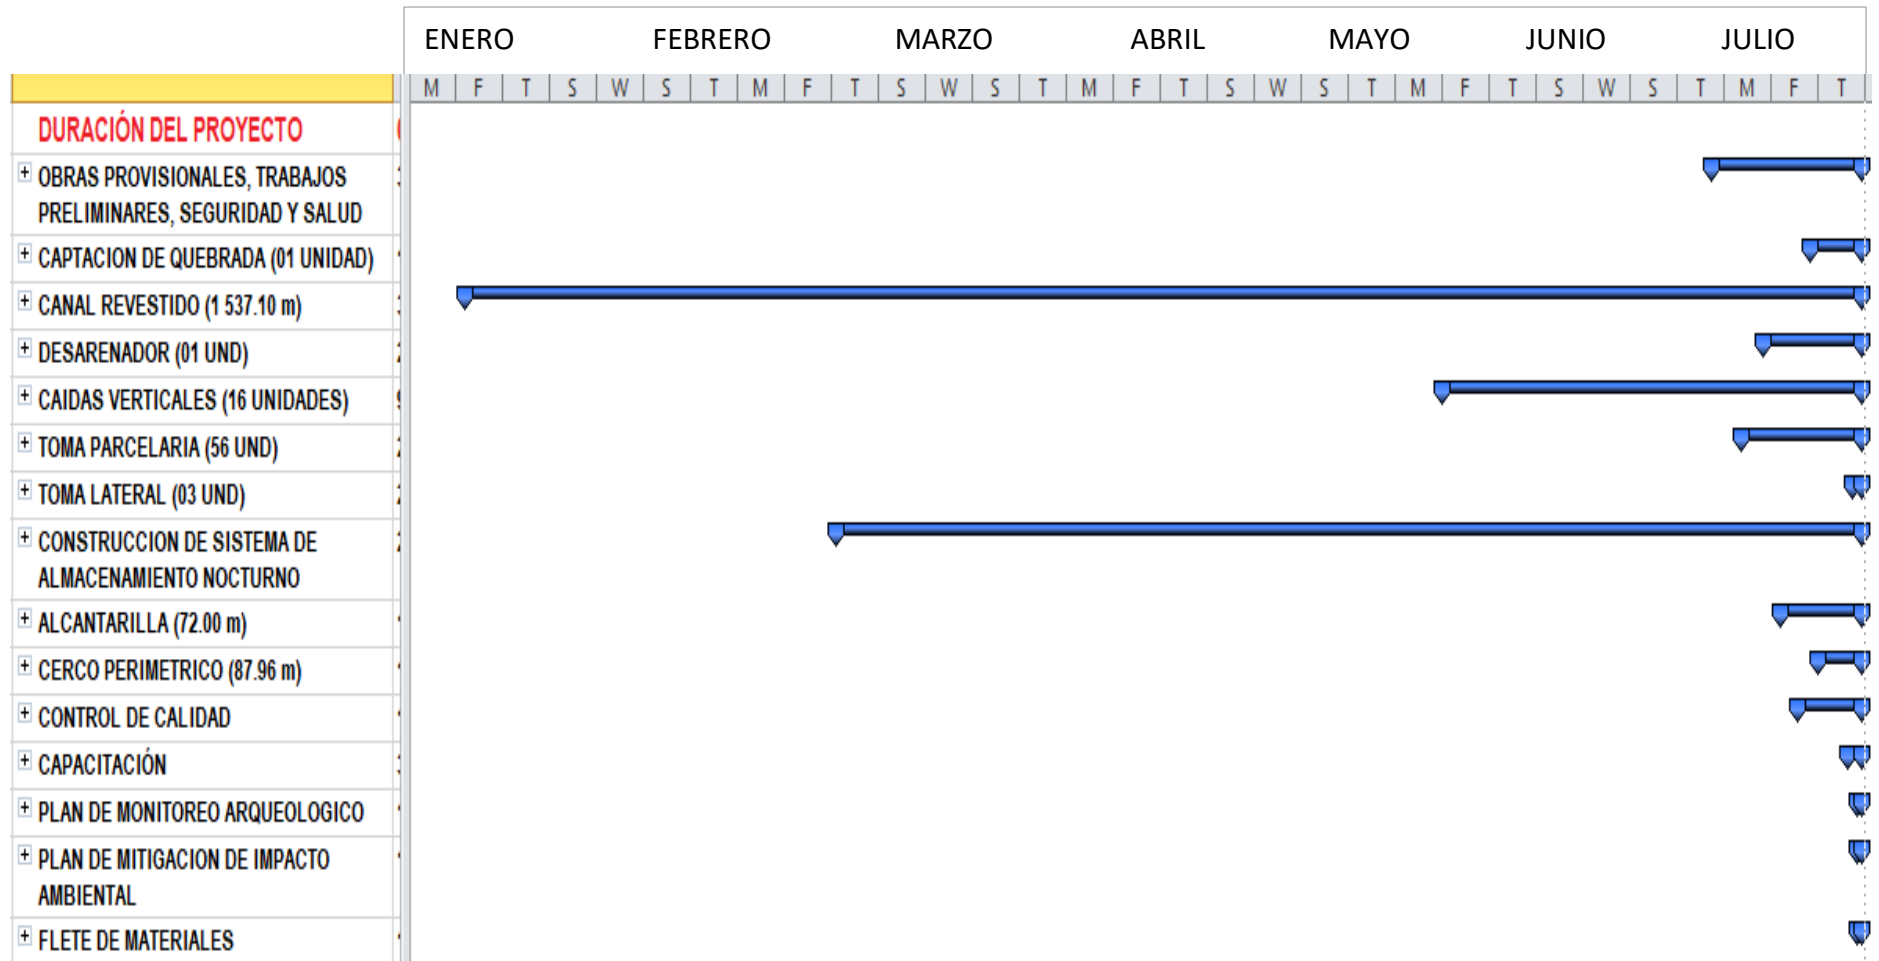 ENERO FEBRERO MARZO ABRIL MAYO JUNIO JULIO
M F T S W S T M F T S W S T M F T S W S T M F T S W S T M F T
DURACIÓN DEL PROYECTO
OBRAS PROVISIONALES, TRABAJOS
PRELIMINARES, SEGURIDAD Y SALUD
CAPTACION DE QUEBRADA (01 UNIDAD)
CANAL REVESTIDO (1 537.10 m)
DESARENADOR (01 UND)
CAIDAS VERTICALES (16 UNIDADES)
TOMA PARCELARIA (56 UND)
TOMA LATERAL (03 UND)
CONSTRUCCION DE SISTEMA DE
ALMACENAMIENTO NOCTURNO
ALCANTARILLA (72.00 m)
CERCO PERIMETRICO (87.96 m)
CONTROL DE CALIDAD
CAPACITACIÓN
PLAN DE MONITOREO ARQUEOLOGICO
PLAN DE MITIGACION DE IMPACTO
AMBIENTAL
FLETE DE MATERIALES